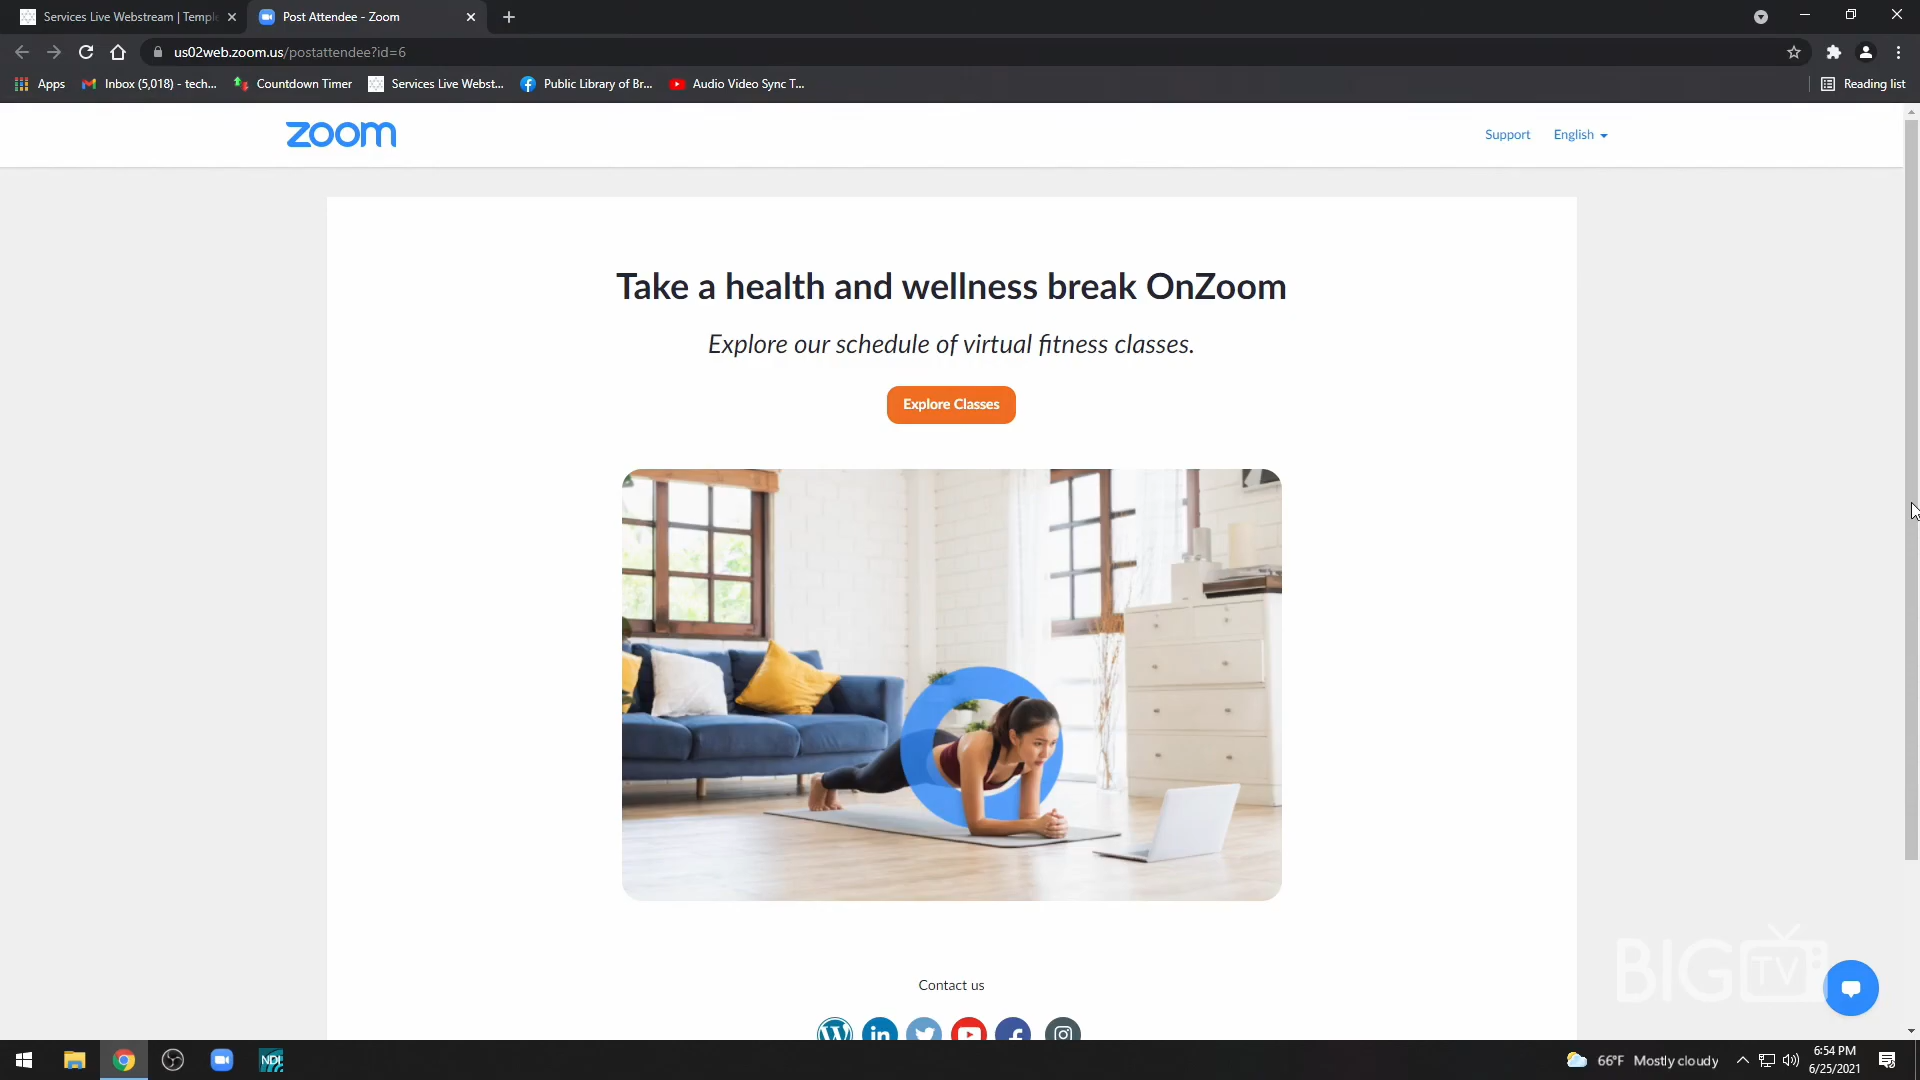 Services Live Webstream | Templ
Post Attendee - Zoom
us02web.zoom.us/postattendee?id=6
Apps
Inbox (5,018) - tech...
Countdown Timer
Services Live Webst...
Public Library of Br...
Audio Video Sync T...
Reading list
zoom
Support
English
Take a health and wellness break OnZoom
Explore our schedule of virtual fitness classes.
Explore Classes
Contact us
BIG TV
NDI
66°F Mostly cloudy
6:54 PM
6/25/2021